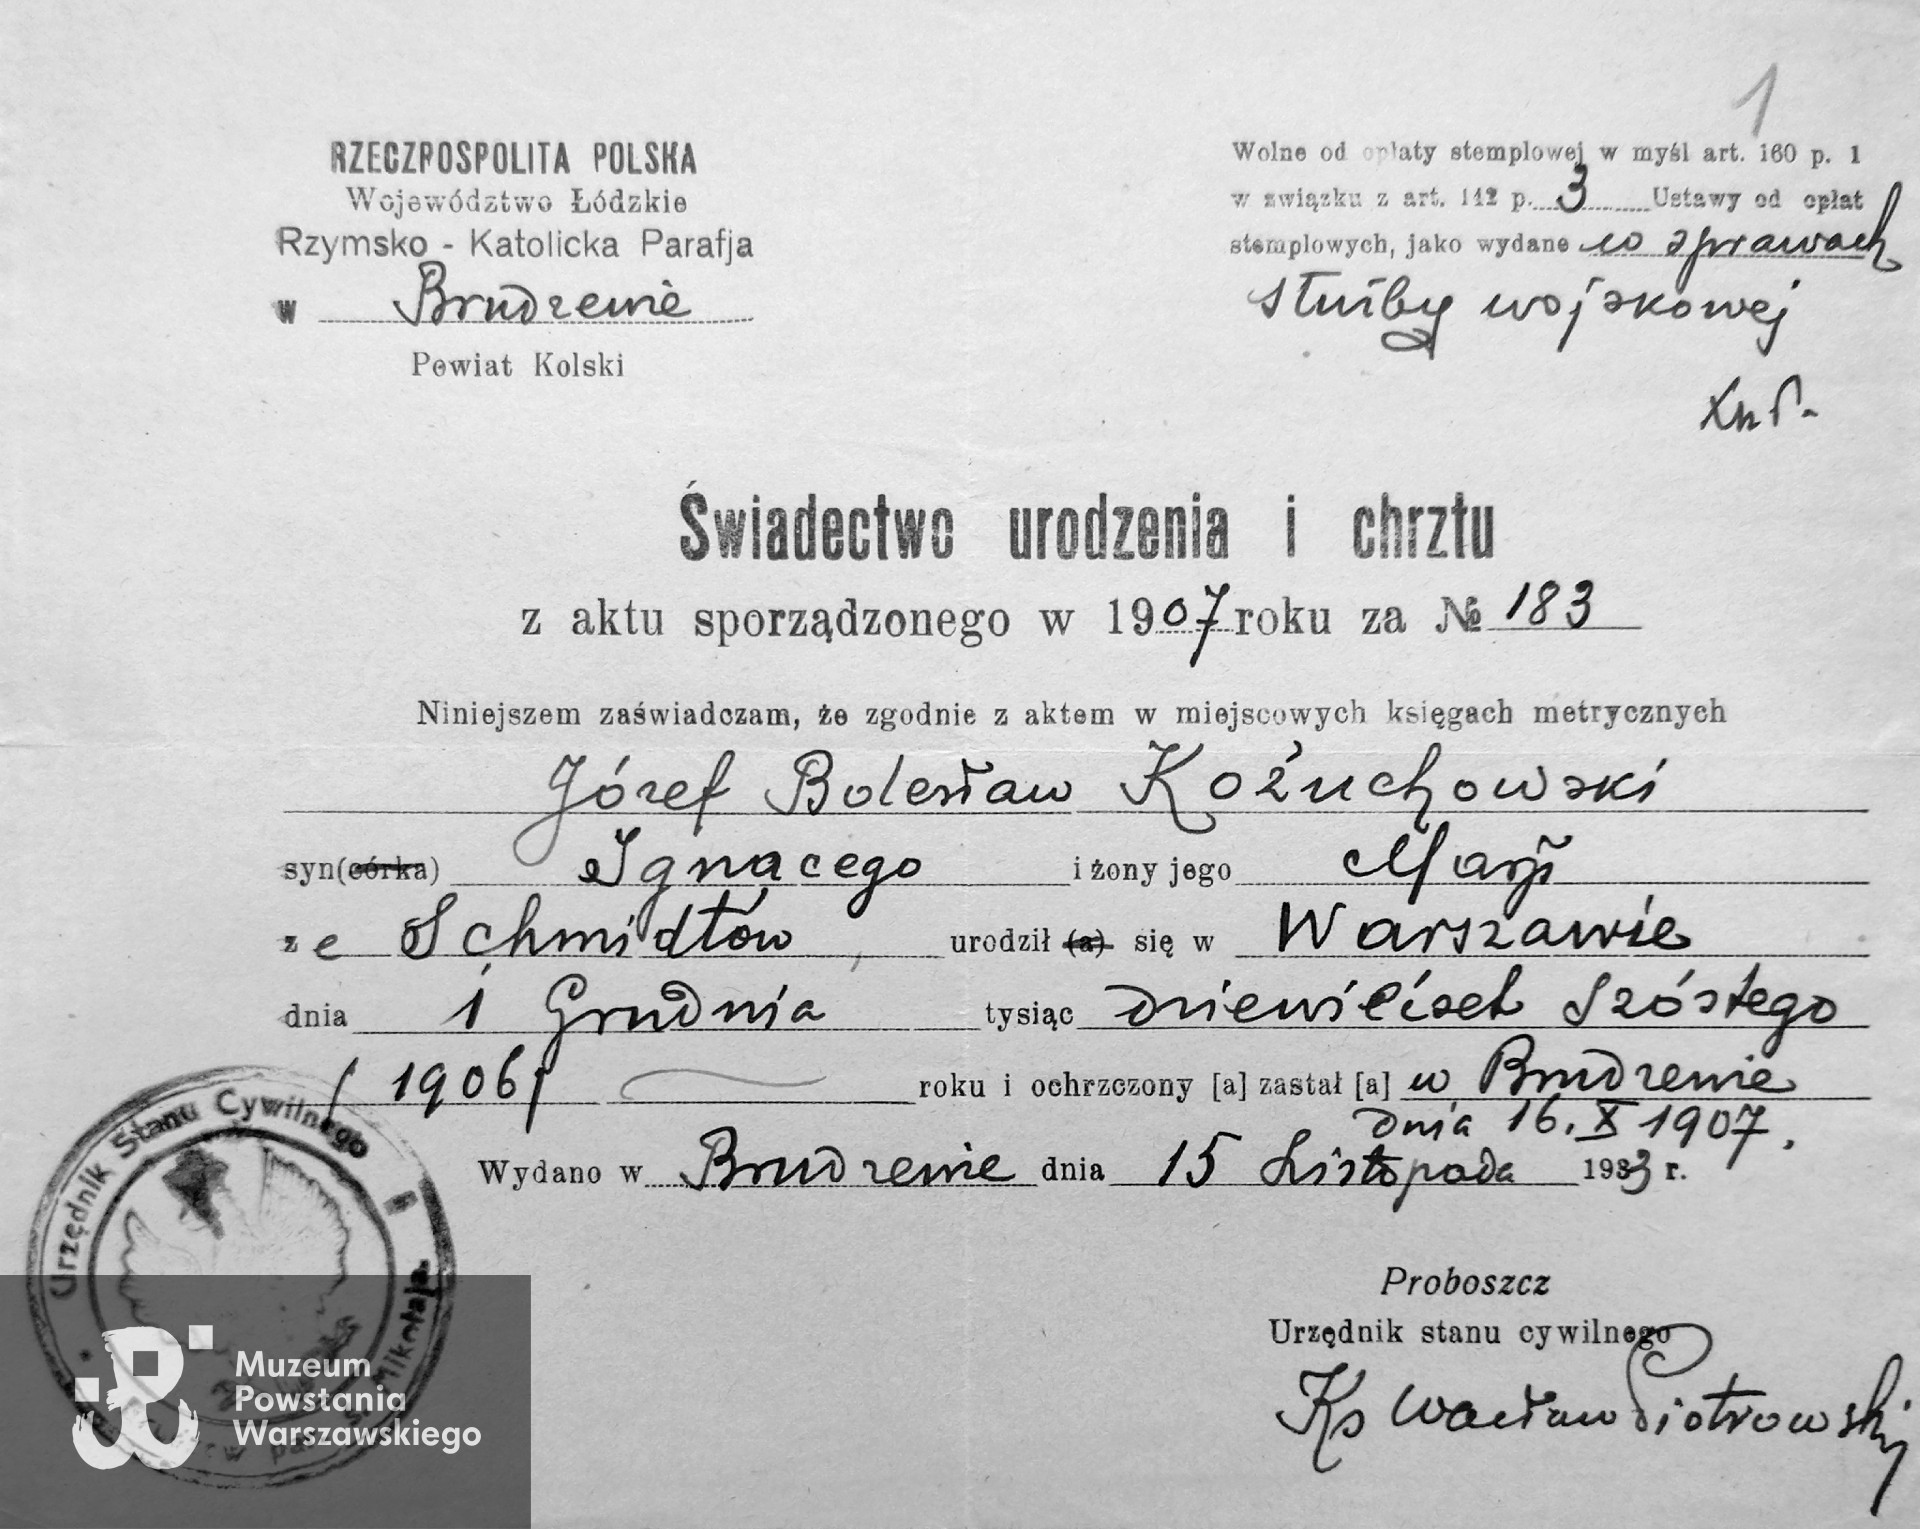 1
RZECZPOSPOLITA POLSKA
Województwo Łódzkie
Rzymsko - Katolicka Parafja
w Brudzewie
Powiat Kolski
Wolne od opłaty stemplowej w myśl art. 160 p. 1
w związku z art. 142 p. 3 Ustawy od opłat
stemplowych, jako wydane w sprawach
służby wojskowej
Świadectwo urodzenia i chrztu
z aktu sporządzonego w 1907 roku za № 183
Niniejszem zaświadczam, że zgodnie z aktem w miejscowych księgach metrycznych
Józef Bolesław Kożuchowski
syn(córka) Ignacego i żony jego Marji
ze Schmidtów, urodził (a) się w Warszawie
dnia 1 Grudnia tysiąc Dziewięćset Szóstego
/1906/ roku i ochrzczony [a] zastał [a] w Brudzewie
dnia 16. X 1907.
Wydano w Brudzewie dnia 15 Listopada 1933 r.
Proboszcz
Urzędnik stanu cywilnego
Ks Wacław Piotrowski
Urzędnik Stanu Cywilnego
Mikołaja.
Muzeum
Powstania
Warszawskiego